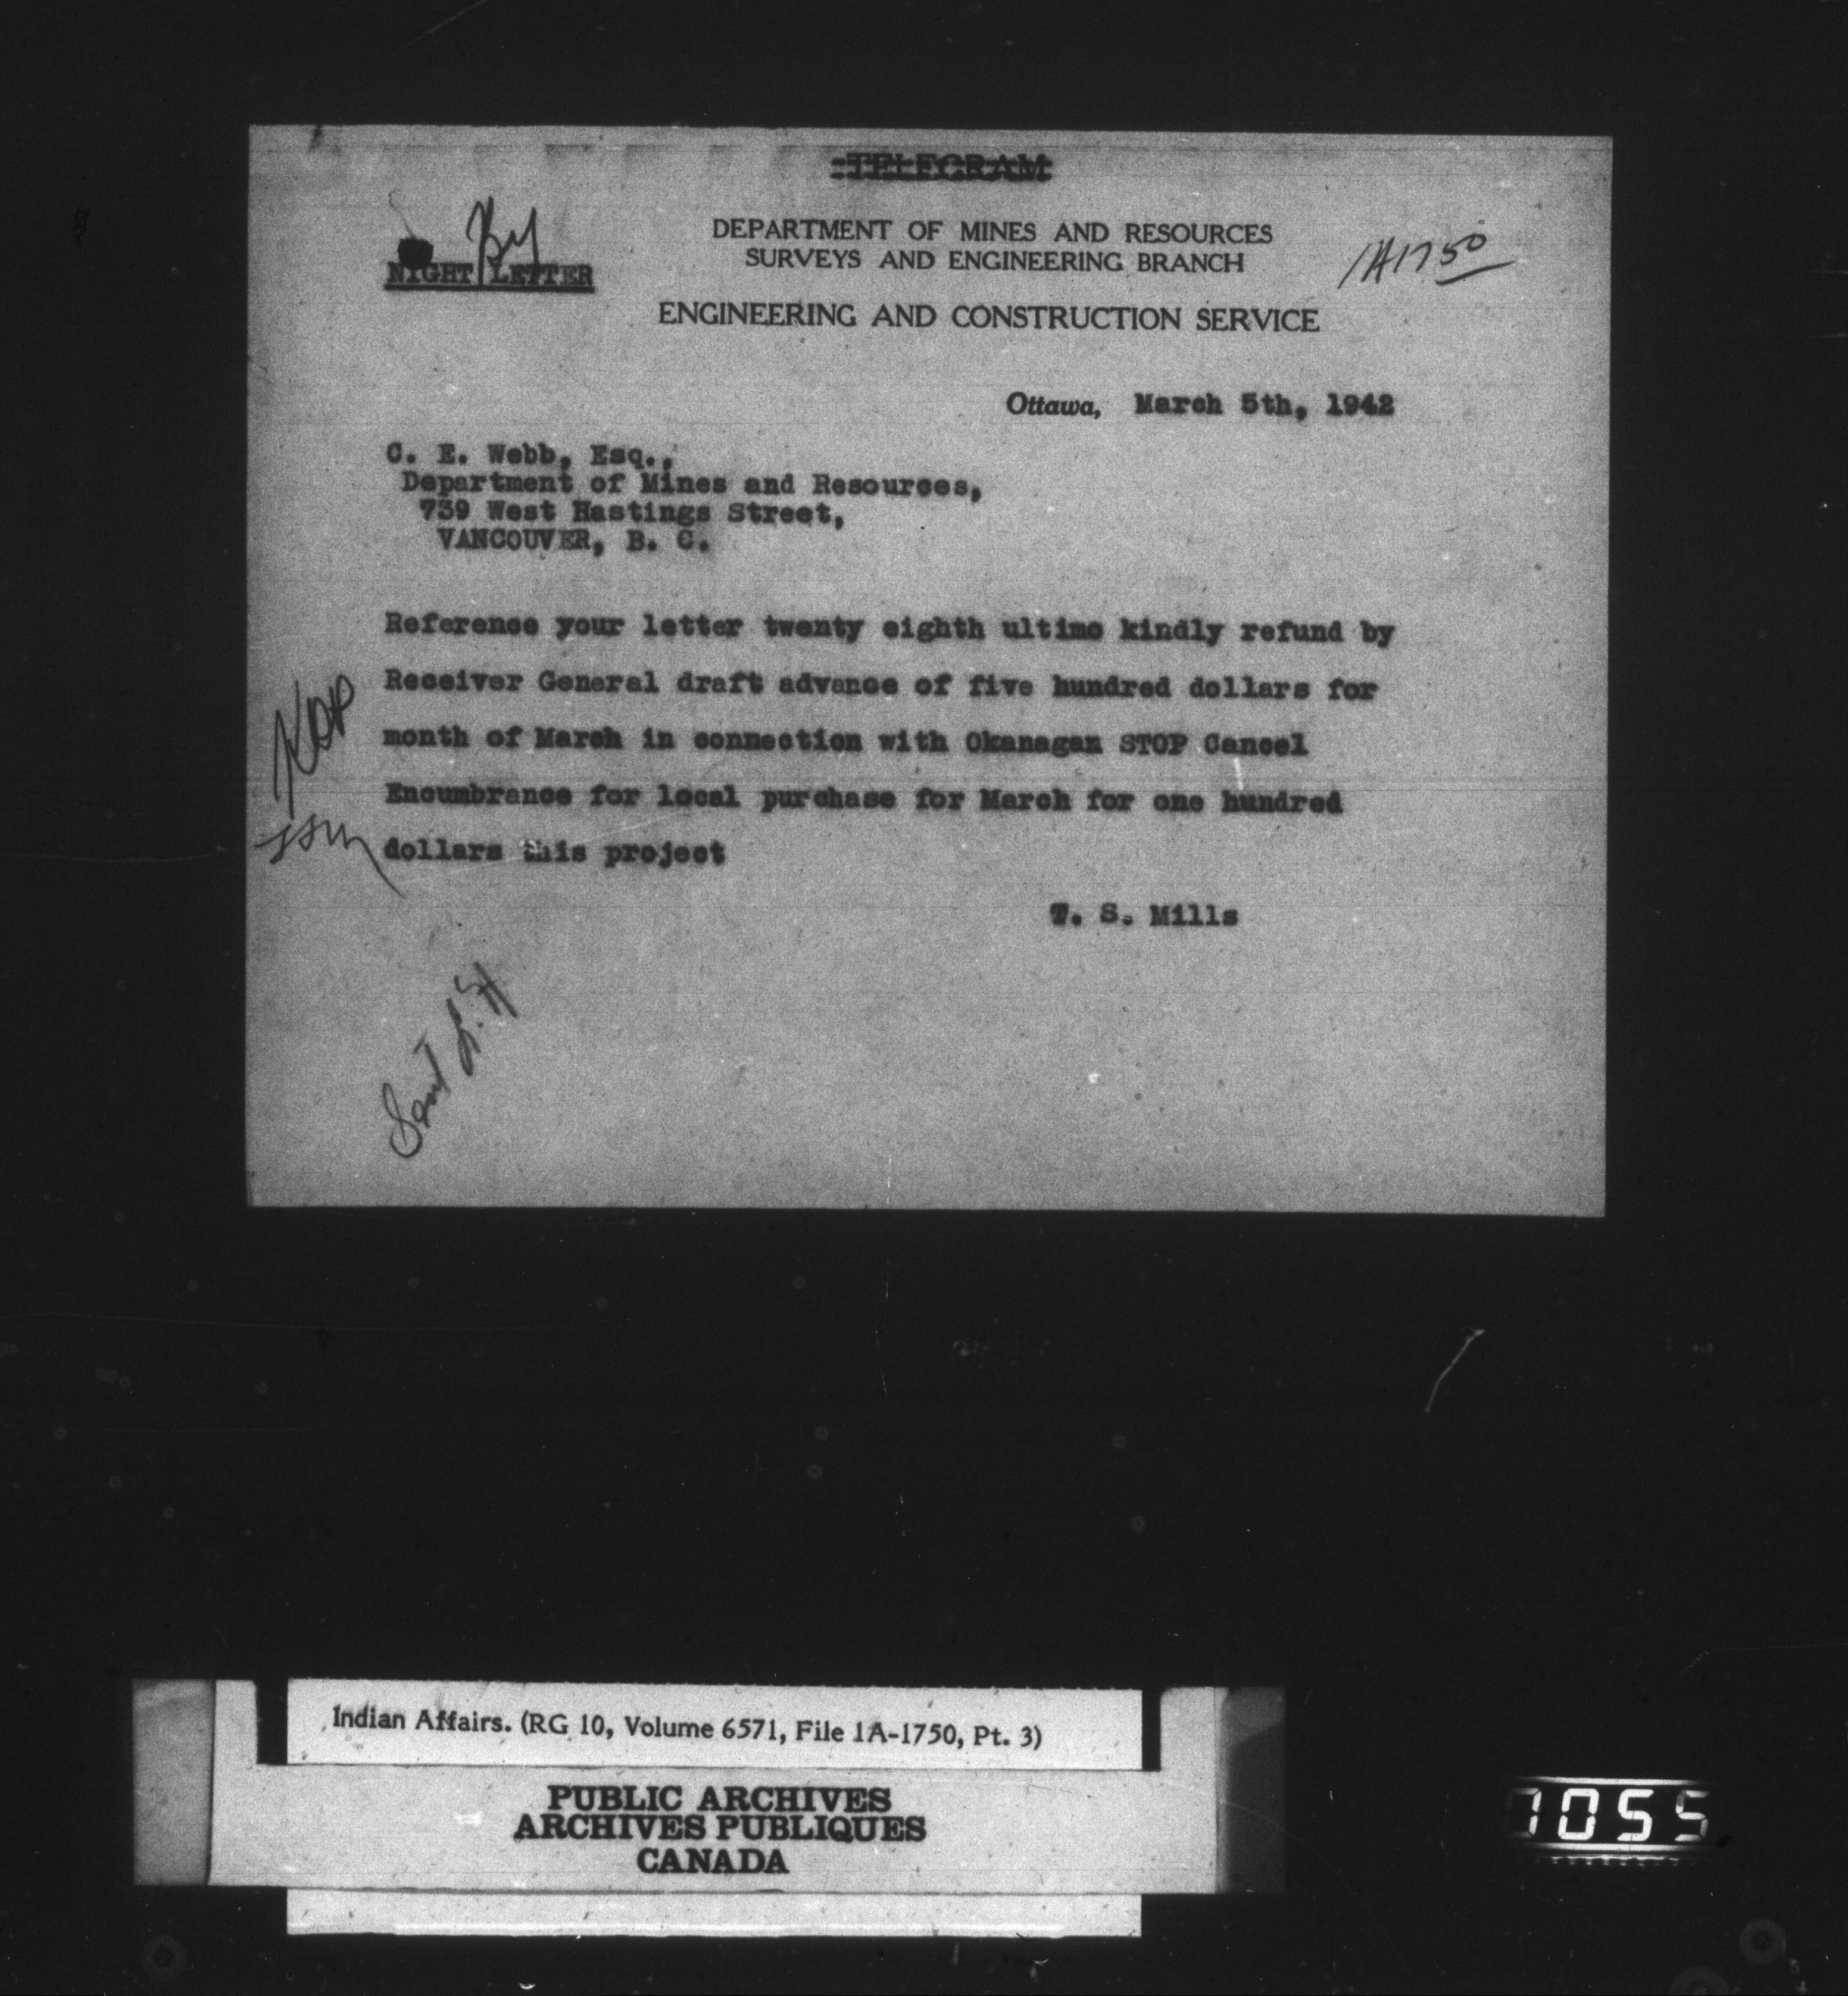 TELEGRAM
NIGHT LETTER
DEPARTMENT OF MINES AND RESOURCES
SURVEYS AND ENGINEERING BRANCH
1A1750
ENGINEERING AND CONSTRUCTION SERVICE
Ottawa, March 5th, 1942
C. E. Webb, Esq.,
Department of Mines and Resources,
739 West Hastings Street,
VANCOUVER, B. C.
Reference your letter twenty eighth ultimo kindly refund by
Receiver General draft advance of five hundred dollars for
month of March in connection with Okanagan STOP Cancel
Encumbrance for local purchase for March for one hundred
dollars this project
T. S. Mills
Sent
Indian Affairs. (RG 10, Volume 6571, File 1A-1750, Pt. 3)
PUBLIC ARCHIVES
ARCHIVES PUBLIQUES
CANADA
1055